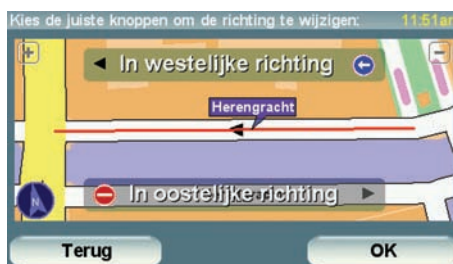 Kies de juiste knoppen om de richting te wijzigen: 11:51am
In westelijke richting
Herengracht
In oostelijke richting
N
Terug OK